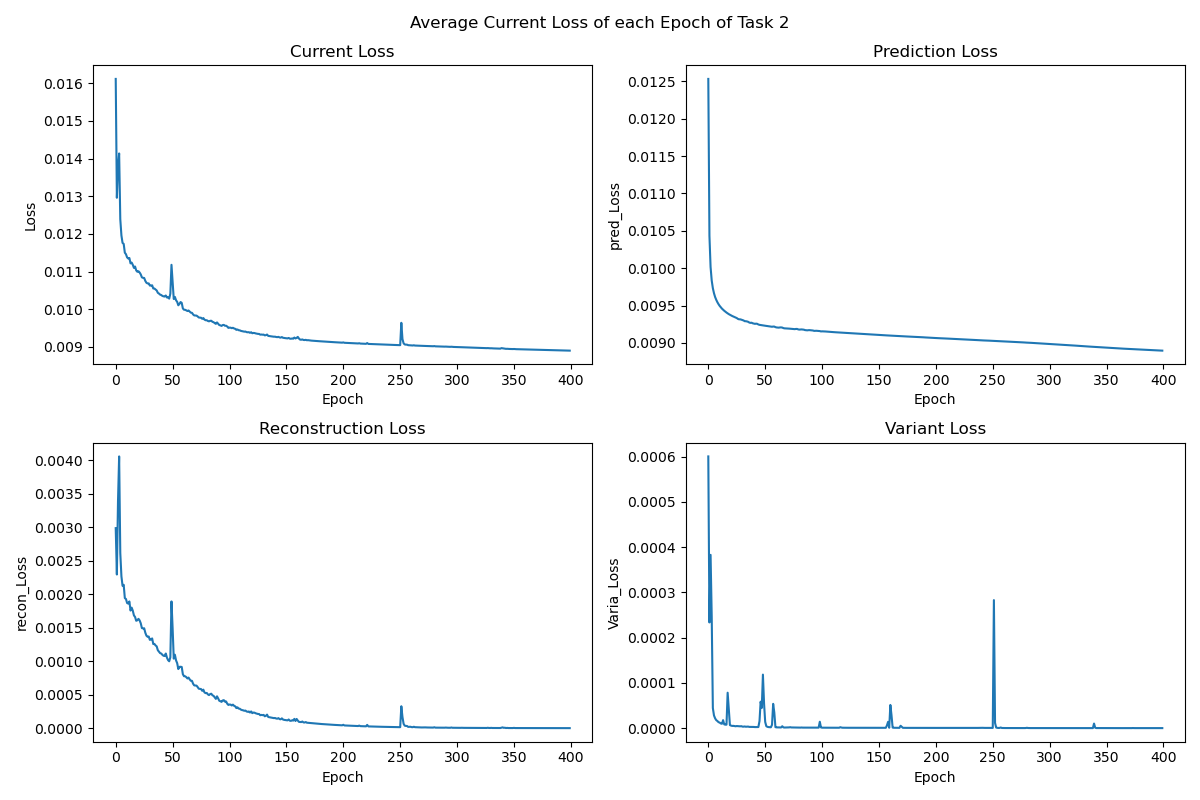 Average Current Loss of each Epoch of Task 2
Current Loss
0.016
0.015
0.014
0.013
0.012
0.011
0.010
0.009
Loss
0 50 100 150 200 250 300 350 400
Epoch
Prediction Loss
0.0125
0.0120
0.0115
0.0110
0.0105
0.0100
0.0095
0.0090
pred_Loss
0 50 100 150 200 250 300 350 400
Epoch
Reconstruction Loss
0.0040
0.0035
0.0030
0.0025
0.0020
0.0015
0.0010
0.0005
0.0000
recon_Loss
0 50 100 150 200 250 300 350 400
Epoch
Variant Loss
0.0006
0.0005
0.0004
0.0003
0.0002
0.0001
0.0000
Varia_Loss
0 50 100 150 200 250 300 350 400
Epoch